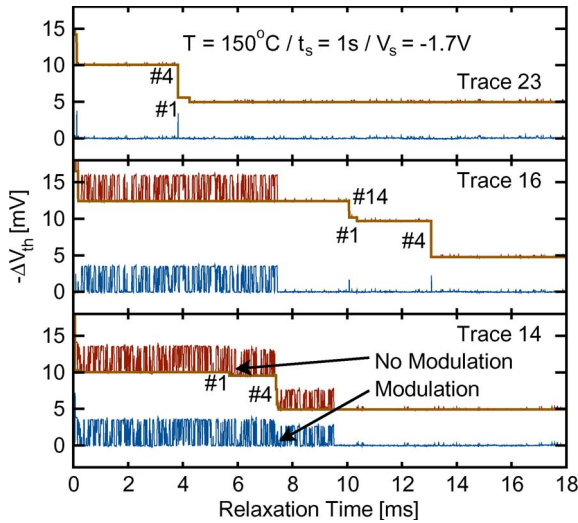 T = 150°C / tₛ = 1s / Vₛ = -1.7V
15
10
5
0
#4
#1
Trace 23
15
10
5
0
#14
#1
#4
Trace 16
-ΔVth [mV]
15
10
5
0
#1
#4
Trace 14
No Modulation
Modulation
0 2 4 6 8 10 12 14 16 18
Relaxation Time [ms]